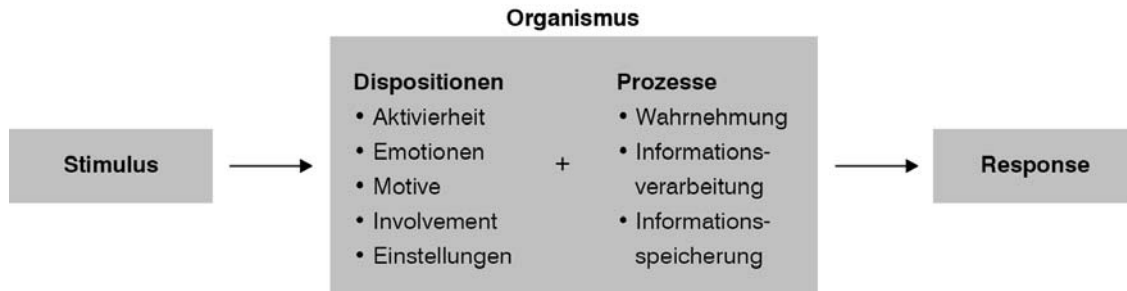 Organismus
Stimulus
Dispositionen
• Aktivierheit
• Emotionen
• Motive
• Involvement
• Einstellungen
+
Prozesse
• Wahrnehmung
• Informations-
verarbeitung
• Informations-
speicherung
Response